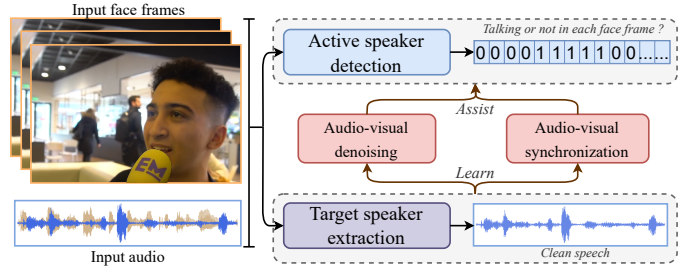 Input face frames
EM
Input audio
Talking or not in each face frame ?
Active speaker
detection
0 0 0 0 1 1 1 1 1 0 0 ......
Assist
Audio-visual
denoising
Audio-visual
synchronization
Learn
Target speaker
extraction
Clean speech